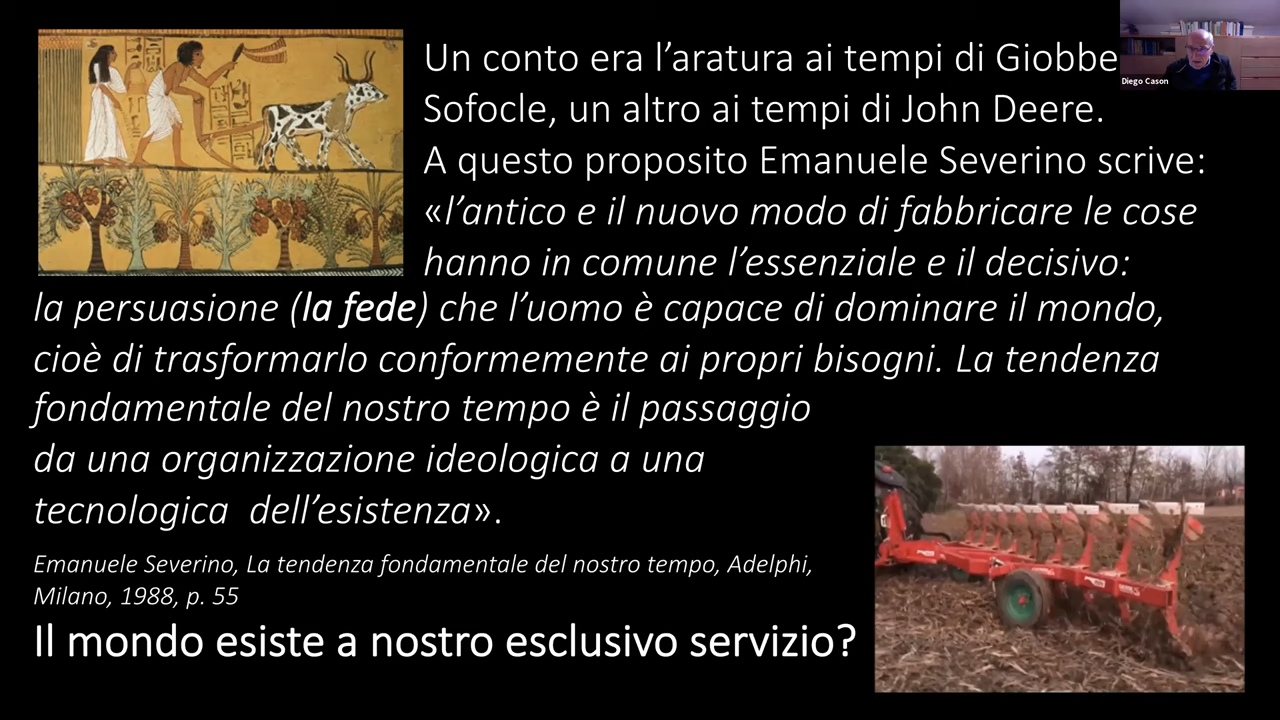 Un conto era l’aratura ai tempi di Giobbe
Sofocle, un altro ai tempi di John Deere.
A questo proposito Emanuele Severino scrive:
«l’antico e il nuovo modo di fabbricare le cose
hanno in comune l’essenziale e il decisivo:
la persuasione (la fede) che l’uomo è capace di dominare il mondo,
cioè di trasformarlo conformemente ai propri bisogni. La tendenza
fondamentale del nostro tempo è il passaggio
da una organizzazione ideologica a una
tecnologica dell’esistenza».
Emanuele Severino, La tendenza fondamentale del nostro tempo, Adelphi,
Milano, 1988, p. 55
Il mondo esiste a nostro esclusivo servizio?
Diego Cason